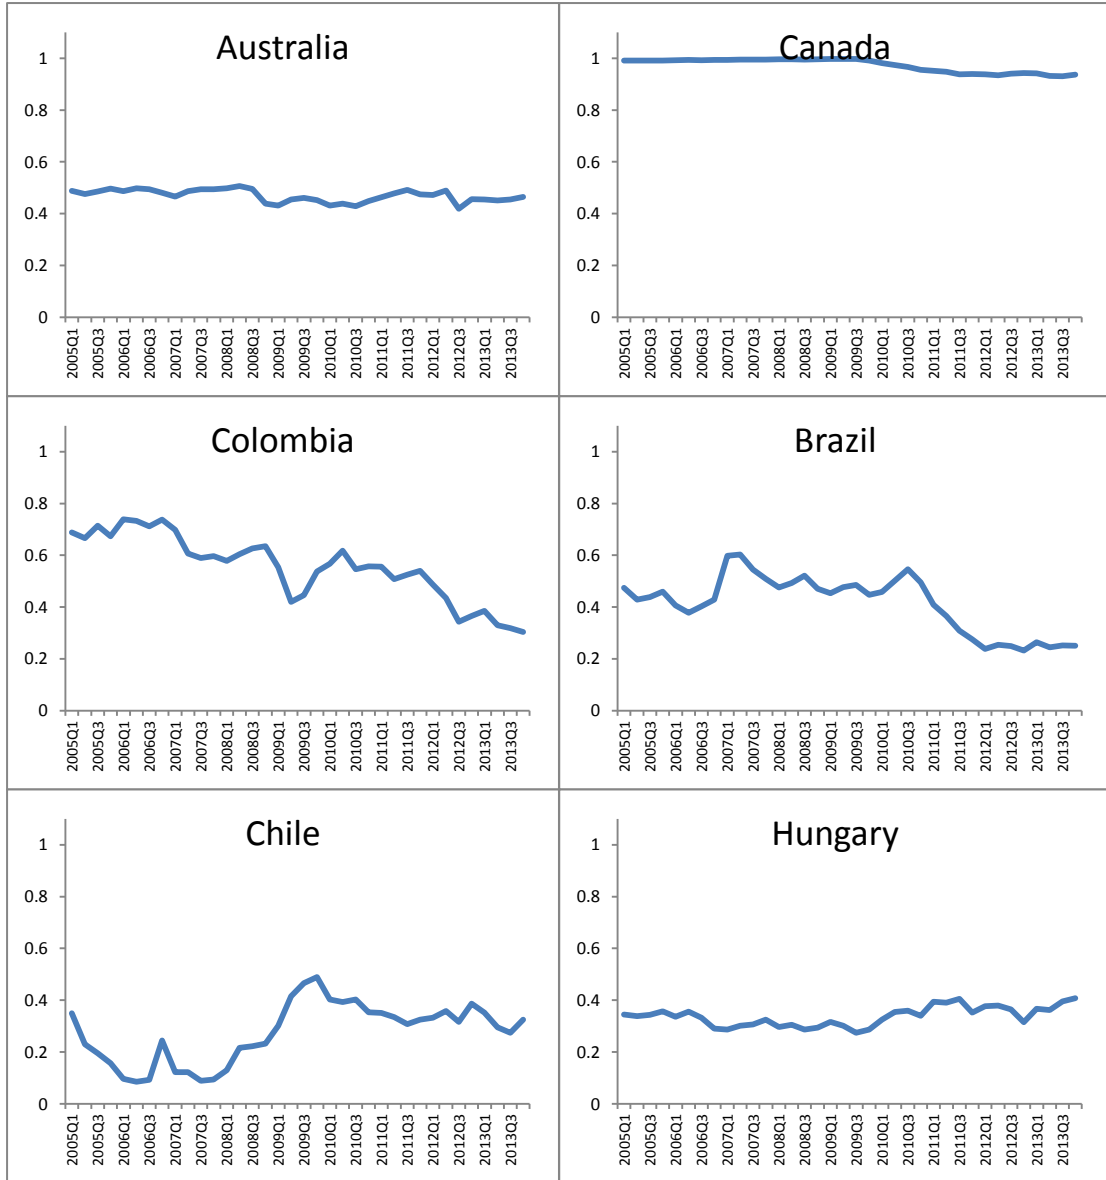 Australia
1
0.8
0.6
0.4
0.2
0
2005Q1
2005Q3
2006Q1
2006Q3
2007Q1
2007Q3
2008Q1
2008Q3
2009Q1
2009Q3
2010Q1
2010Q3
2011Q1
2011Q3
2012Q1
2012Q3
2013Q1
2013Q3
Canada
1
0.8
0.6
0.4
0.2
0
2005Q1
2005Q3
2006Q1
2006Q3
2007Q1
2007Q3
2008Q1
2008Q3
2009Q1
2009Q3
2010Q1
2010Q3
2011Q1
2011Q3
2012Q1
2012Q3
2013Q1
2013Q3
Colombia
1
0.8
0.6
0.4
0.2
0
2005Q1
2005Q3
2006Q1
2006Q3
2007Q1
2007Q3
2008Q1
2008Q3
2009Q1
2009Q3
2010Q1
2010Q3
2011Q1
2011Q3
2012Q1
2012Q3
2013Q1
2013Q3
Brazil
1
0.8
0.6
0.4
0.2
0
2005Q1
2005Q3
2006Q1
2006Q3
2007Q1
2007Q3
2008Q1
2008Q3
2009Q1
2009Q3
2010Q1
2010Q3
2011Q1
2011Q3
2012Q1
2012Q3
2013Q1
2013Q3
Chile
1
0.8
0.6
0.4
0.2
0
2005Q1
2005Q3
2006Q1
2006Q3
2007Q1
2007Q3
2008Q1
2008Q3
2009Q1
2009Q3
2010Q1
2010Q3
2011Q1
2011Q3
2012Q1
2012Q3
2013Q1
2013Q3
Hungary
1
0.8
0.6
0.4
0.2
0
2005Q1
2005Q3
2006Q1
2006Q3
2007Q1
2007Q3
2008Q1
2008Q3
2009Q1
2009Q3
2010Q1
2010Q3
2011Q1
2011Q3
2012Q1
2012Q3
2013Q1
2013Q3